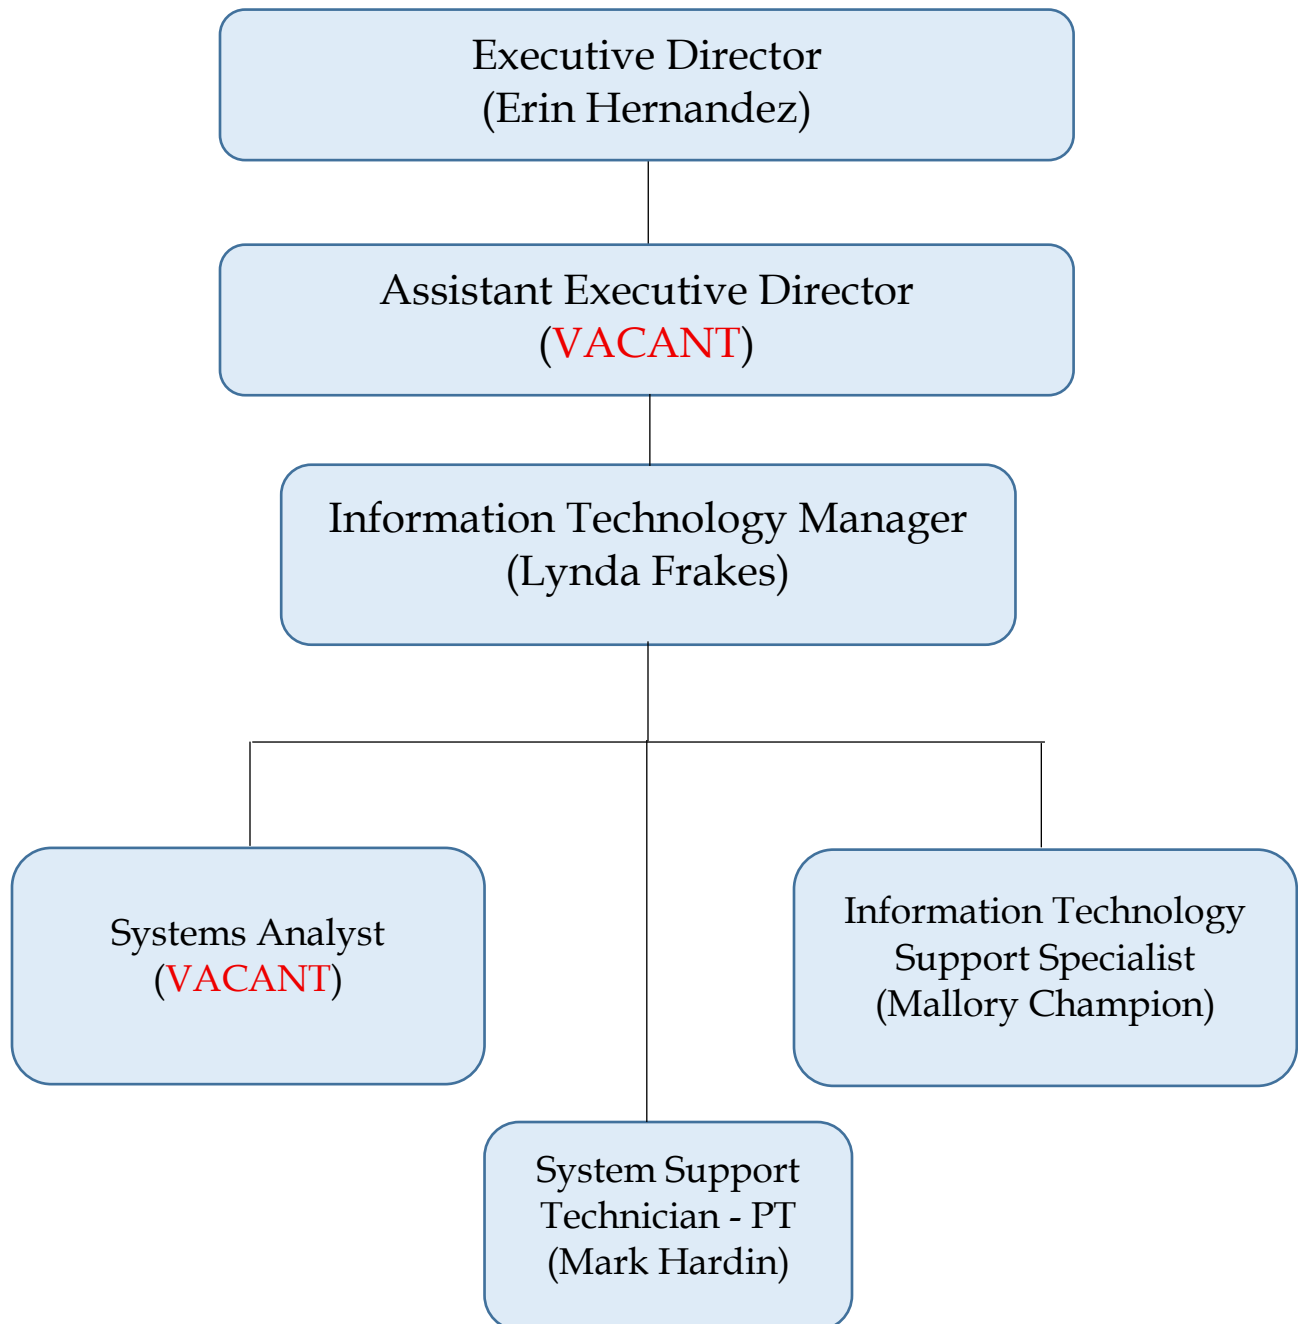 Executive Director
(Erin Hernandez)
Assistant Executive Director
(VACANT)
Information Technology Manager
(Lynda Frakes)
Systems Analyst
(VACANT)
Information Technology
Support Specialist
(Mallory Champion)
System Support
Technician - PT
(Mark Hardin)